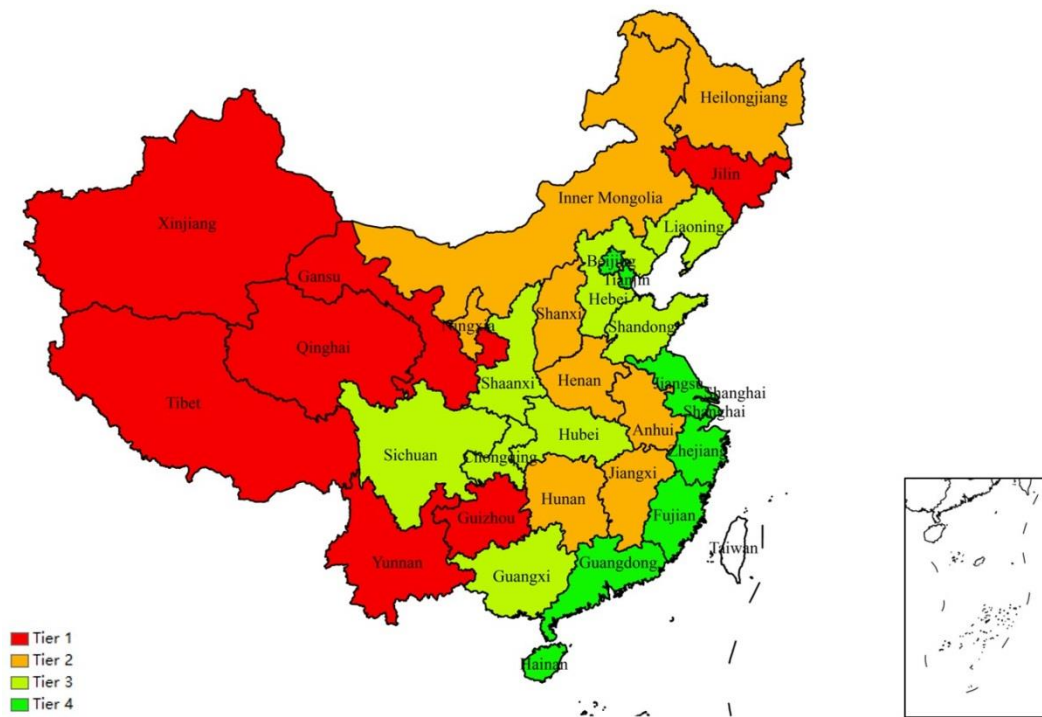 Heilongjiang
Jilin
Inner Mongolia
Xinjiang
Liaoning
Beijing
Gansu
Tianjin
Hebei
Shanxi
Ningxia
Shandong
Qinghai
Henan
Shaanxi
Jiangsu
Shanghai
Tibet
Shanghai
Anhui
Hubei
Zhejiang
Sichuan
Chongqing
Jiangxi
Hunan
Guizhou
Fujian
Taiwan
Yunnan
Guangdong
Guangxi
Hainan
Tier 1
Tier 2
Tier 3
Tier 4